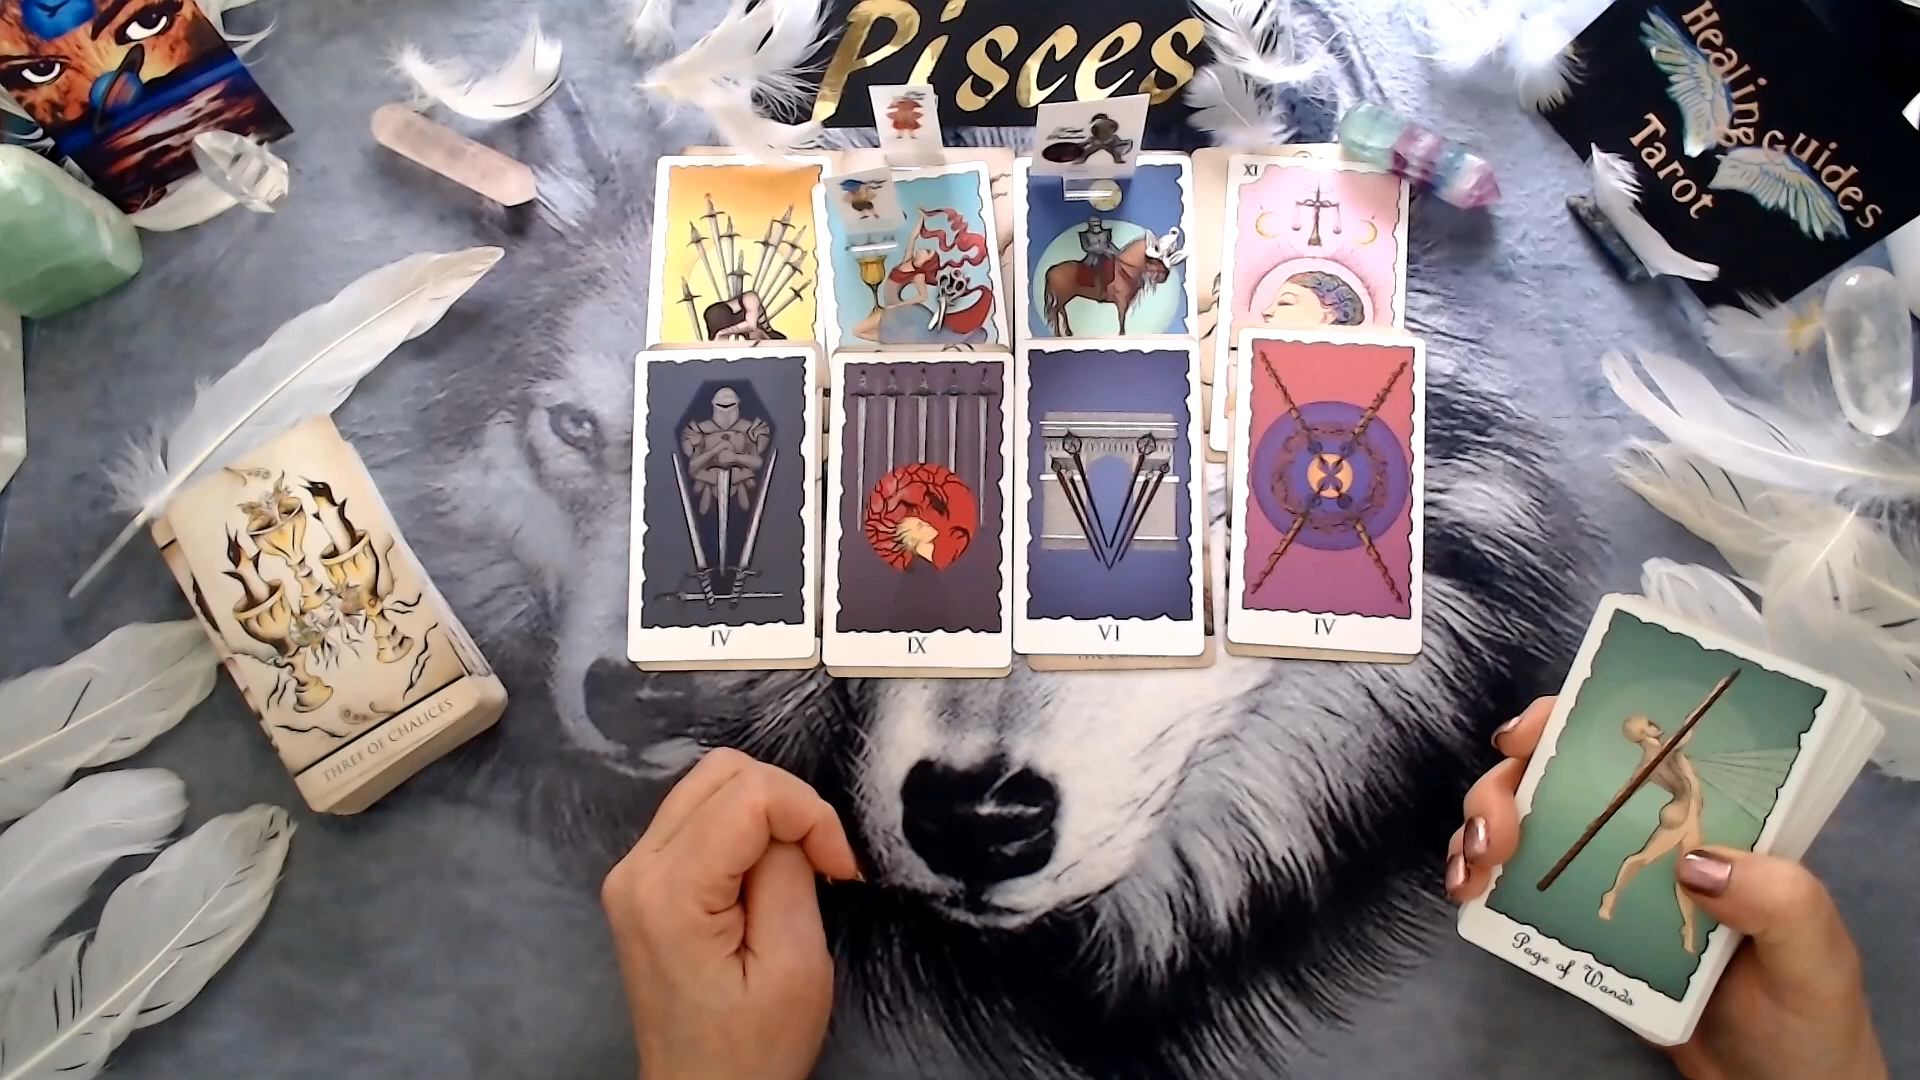 Pisces
Healing Guides
Tarot
XI
IV
IX
VI
IV
THREE OF CHALICES
Page of Wands